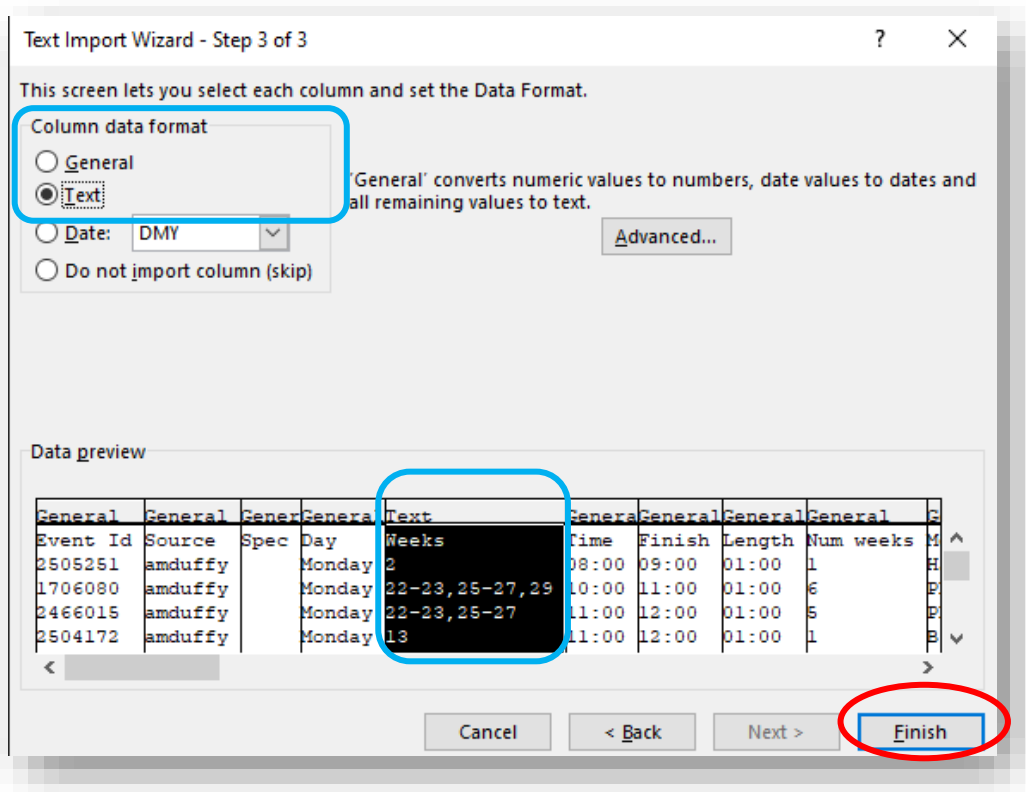 Text Import Wizard - Step 3 of 3 ?
This screen lets you select each column and set the Data Format.
Column data format
General
Text
Date: DMY
Do not import column (skip)
'General' converts numeric values to numbers, date values to dates and
all remaining values to text.
Advanced...
Data preview
General General Gener General Text Genera General General General G
Event Id Source Spec Day Weeks Time Finish Length Num weeks M
2505251 amduffy Monday 2 08:00 09:00 01:00 1 H
1706080 amduffy Monday 22-23,25-27,29 10:00 11:00 01:00 6 P
2466015 amduffy Monday 22-23,25-27 11:00 12:00 01:00 5 P
2504172 amduffy Monday 13 11:00 12:00 01:00 1 B
Cancel < Back Next > Finish